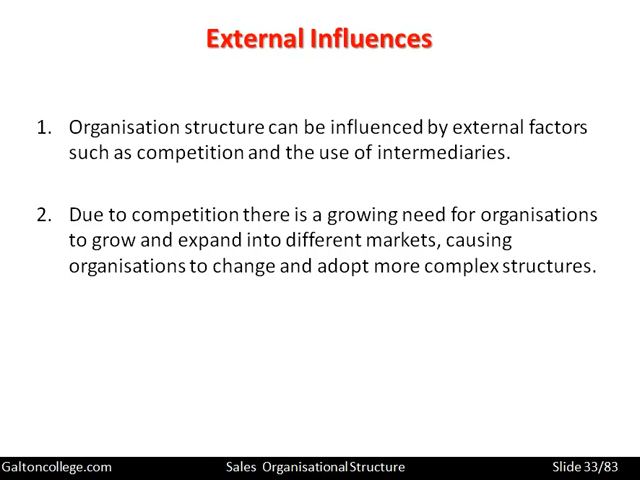 External Influences
1. Organisation structure can be influenced by external factors
such as competition and the use of intermediaries.
2. Due to competition there is a growing need for organisations
to grow and expand into different markets, causing
organisations to change and adopt more complex structures.
Galtoncollege.com Sales Organisational Structure Slide 33/83